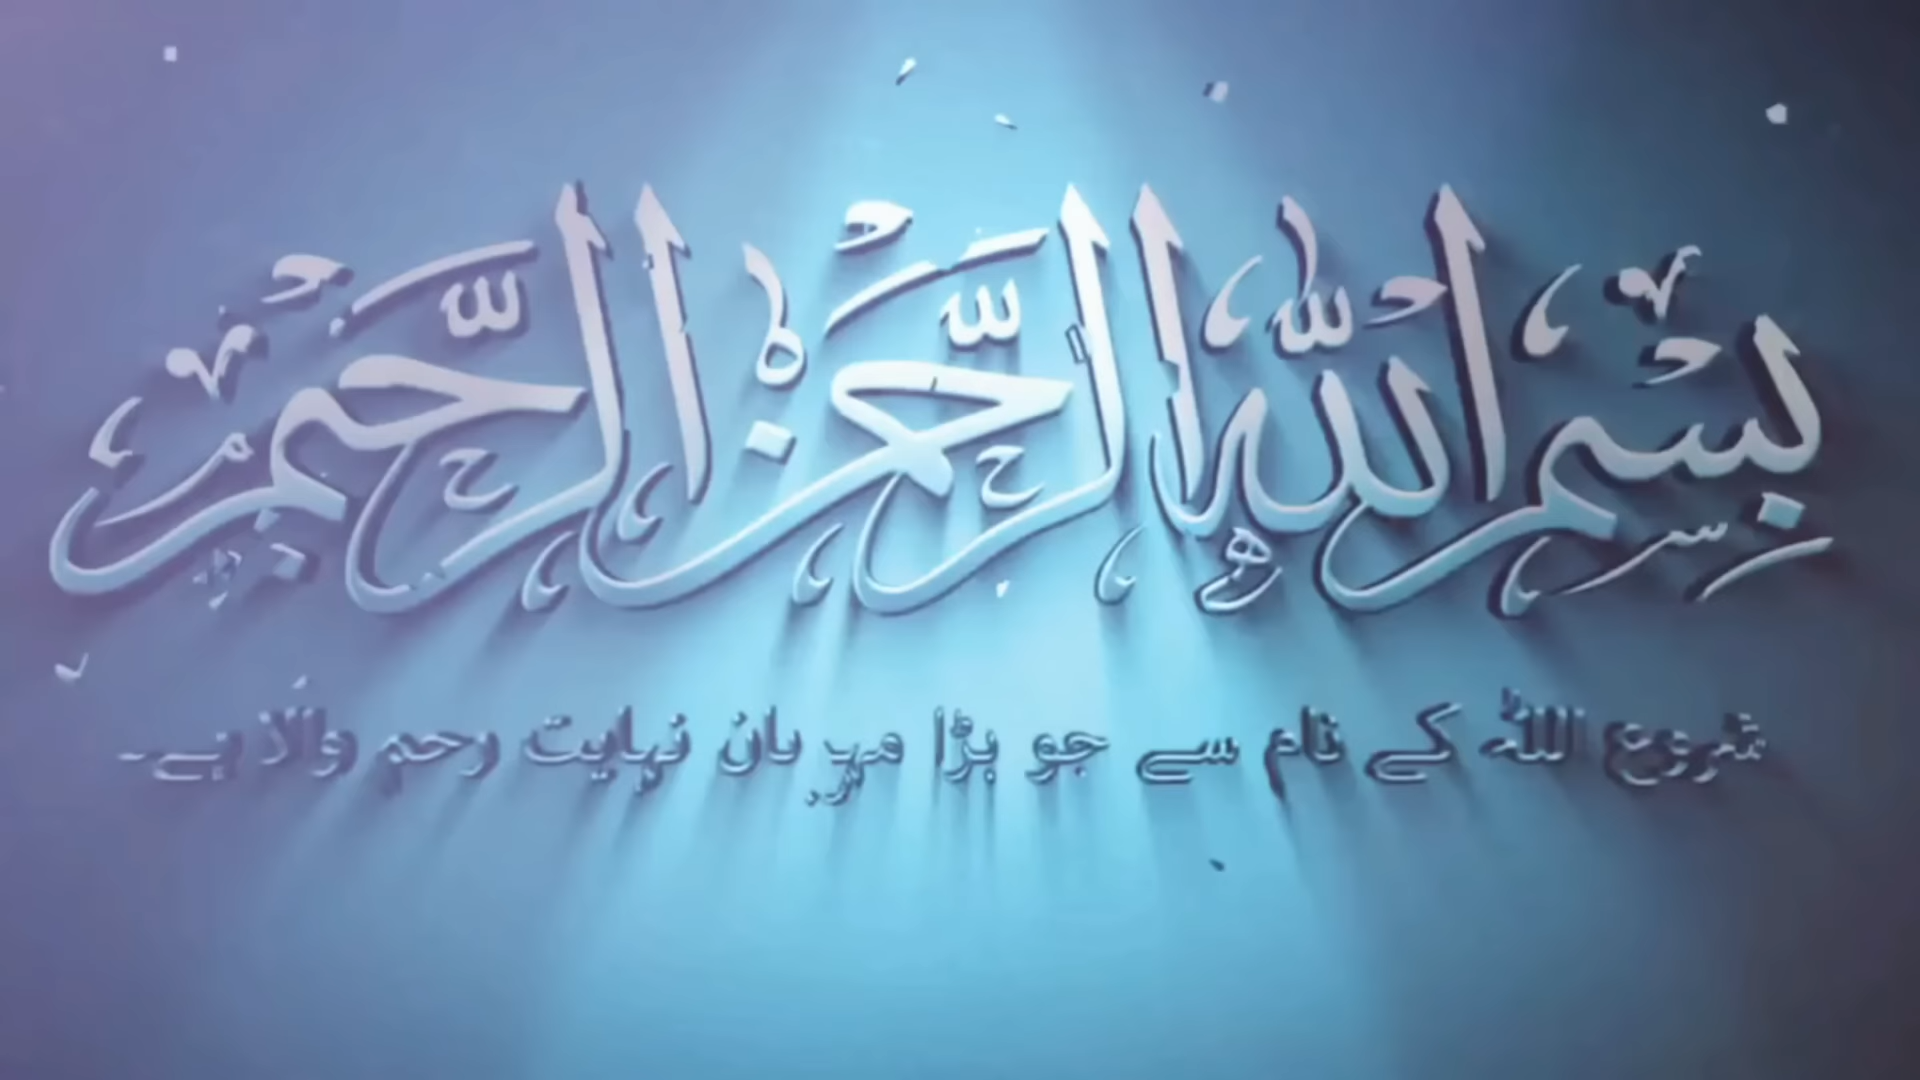 بِسْمِ اللّٰهِ الرَّحْمٰنِ الرَّحِيْمِ
شروع اللہ کے نام سے جو بڑا مہربان نہایت رحم والا ہے۔